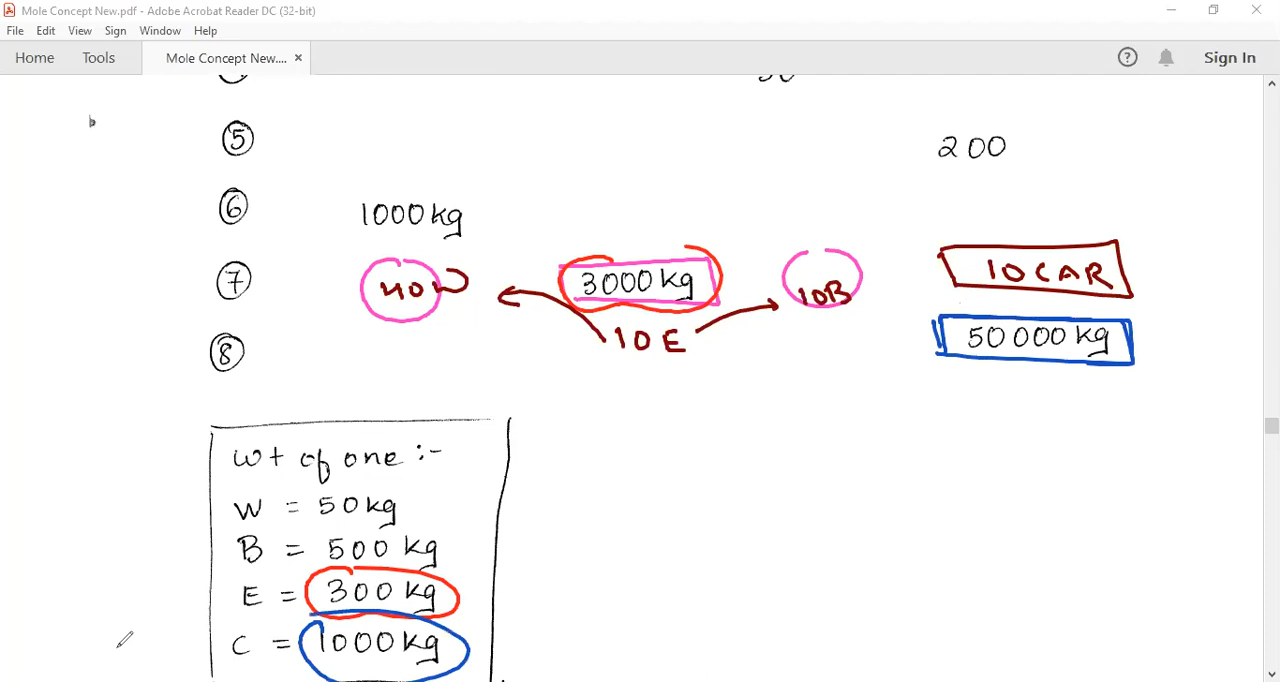 Mole Concept New.pdf - Adobe Acrobat Reader DC (32-bit)
File Edit View Sign Window Help
Home Tools Mole Concept New.... × ? Sign In
5 200
6 1000 kg
7 40W 3000 kg 10B 10 CAR
10 E
8 50000 kg
Wt of one :-
W = 50 kg
B = 500 kg
E = 300 kg
C = 1000 kg